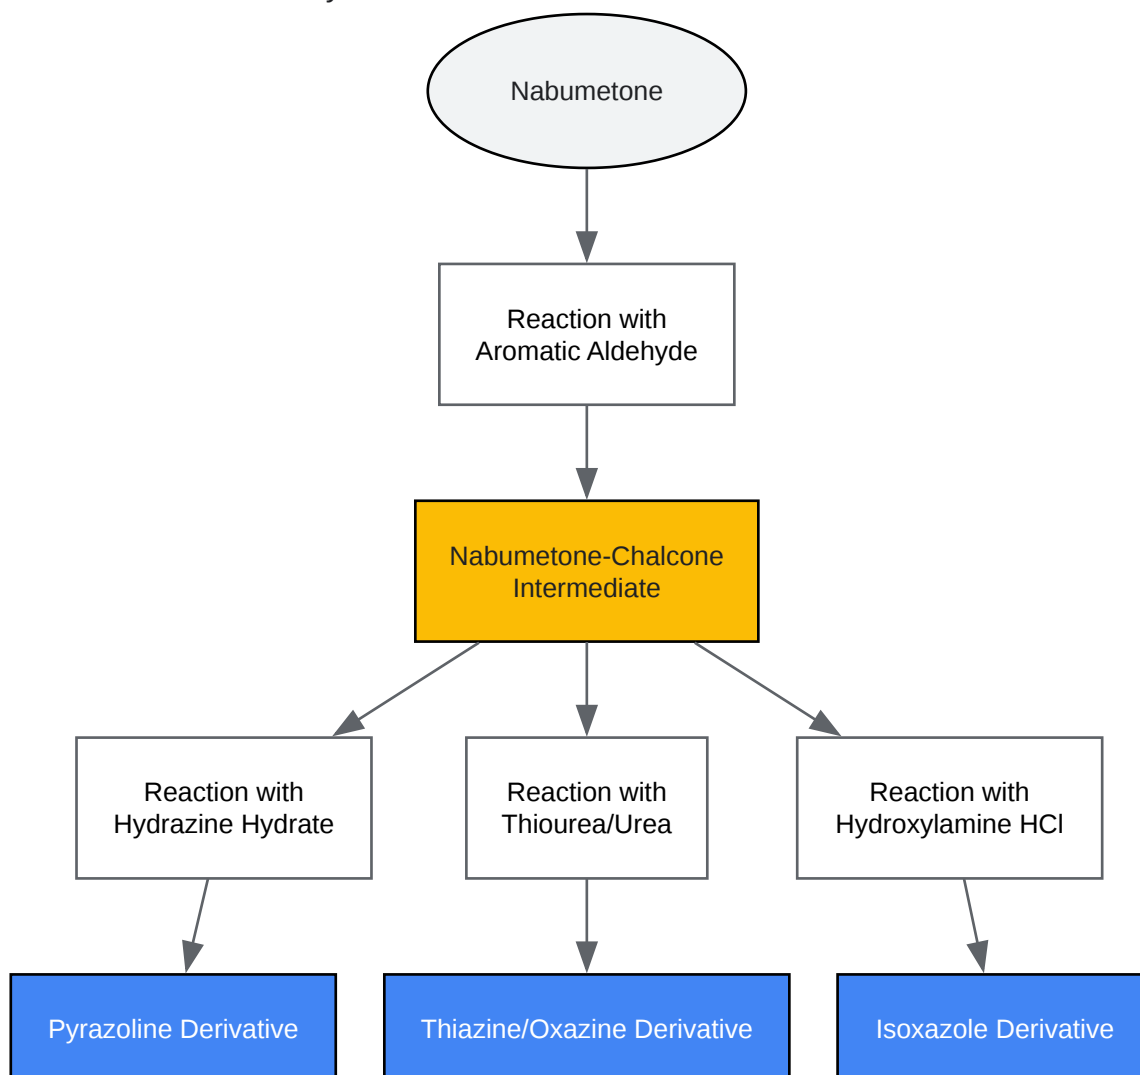 Nabumetone
Reaction with
Aromatic Aldehyde
Nabumetone-Chalcone
Intermediate
Reaction with
Hydrazine Hydrate
Reaction with
Thiourea/Urea
Reaction with
Hydroxylamine HCl
Pyrazoline Derivative
Thiazine/Oxazine Derivative
Isoxazole Derivative